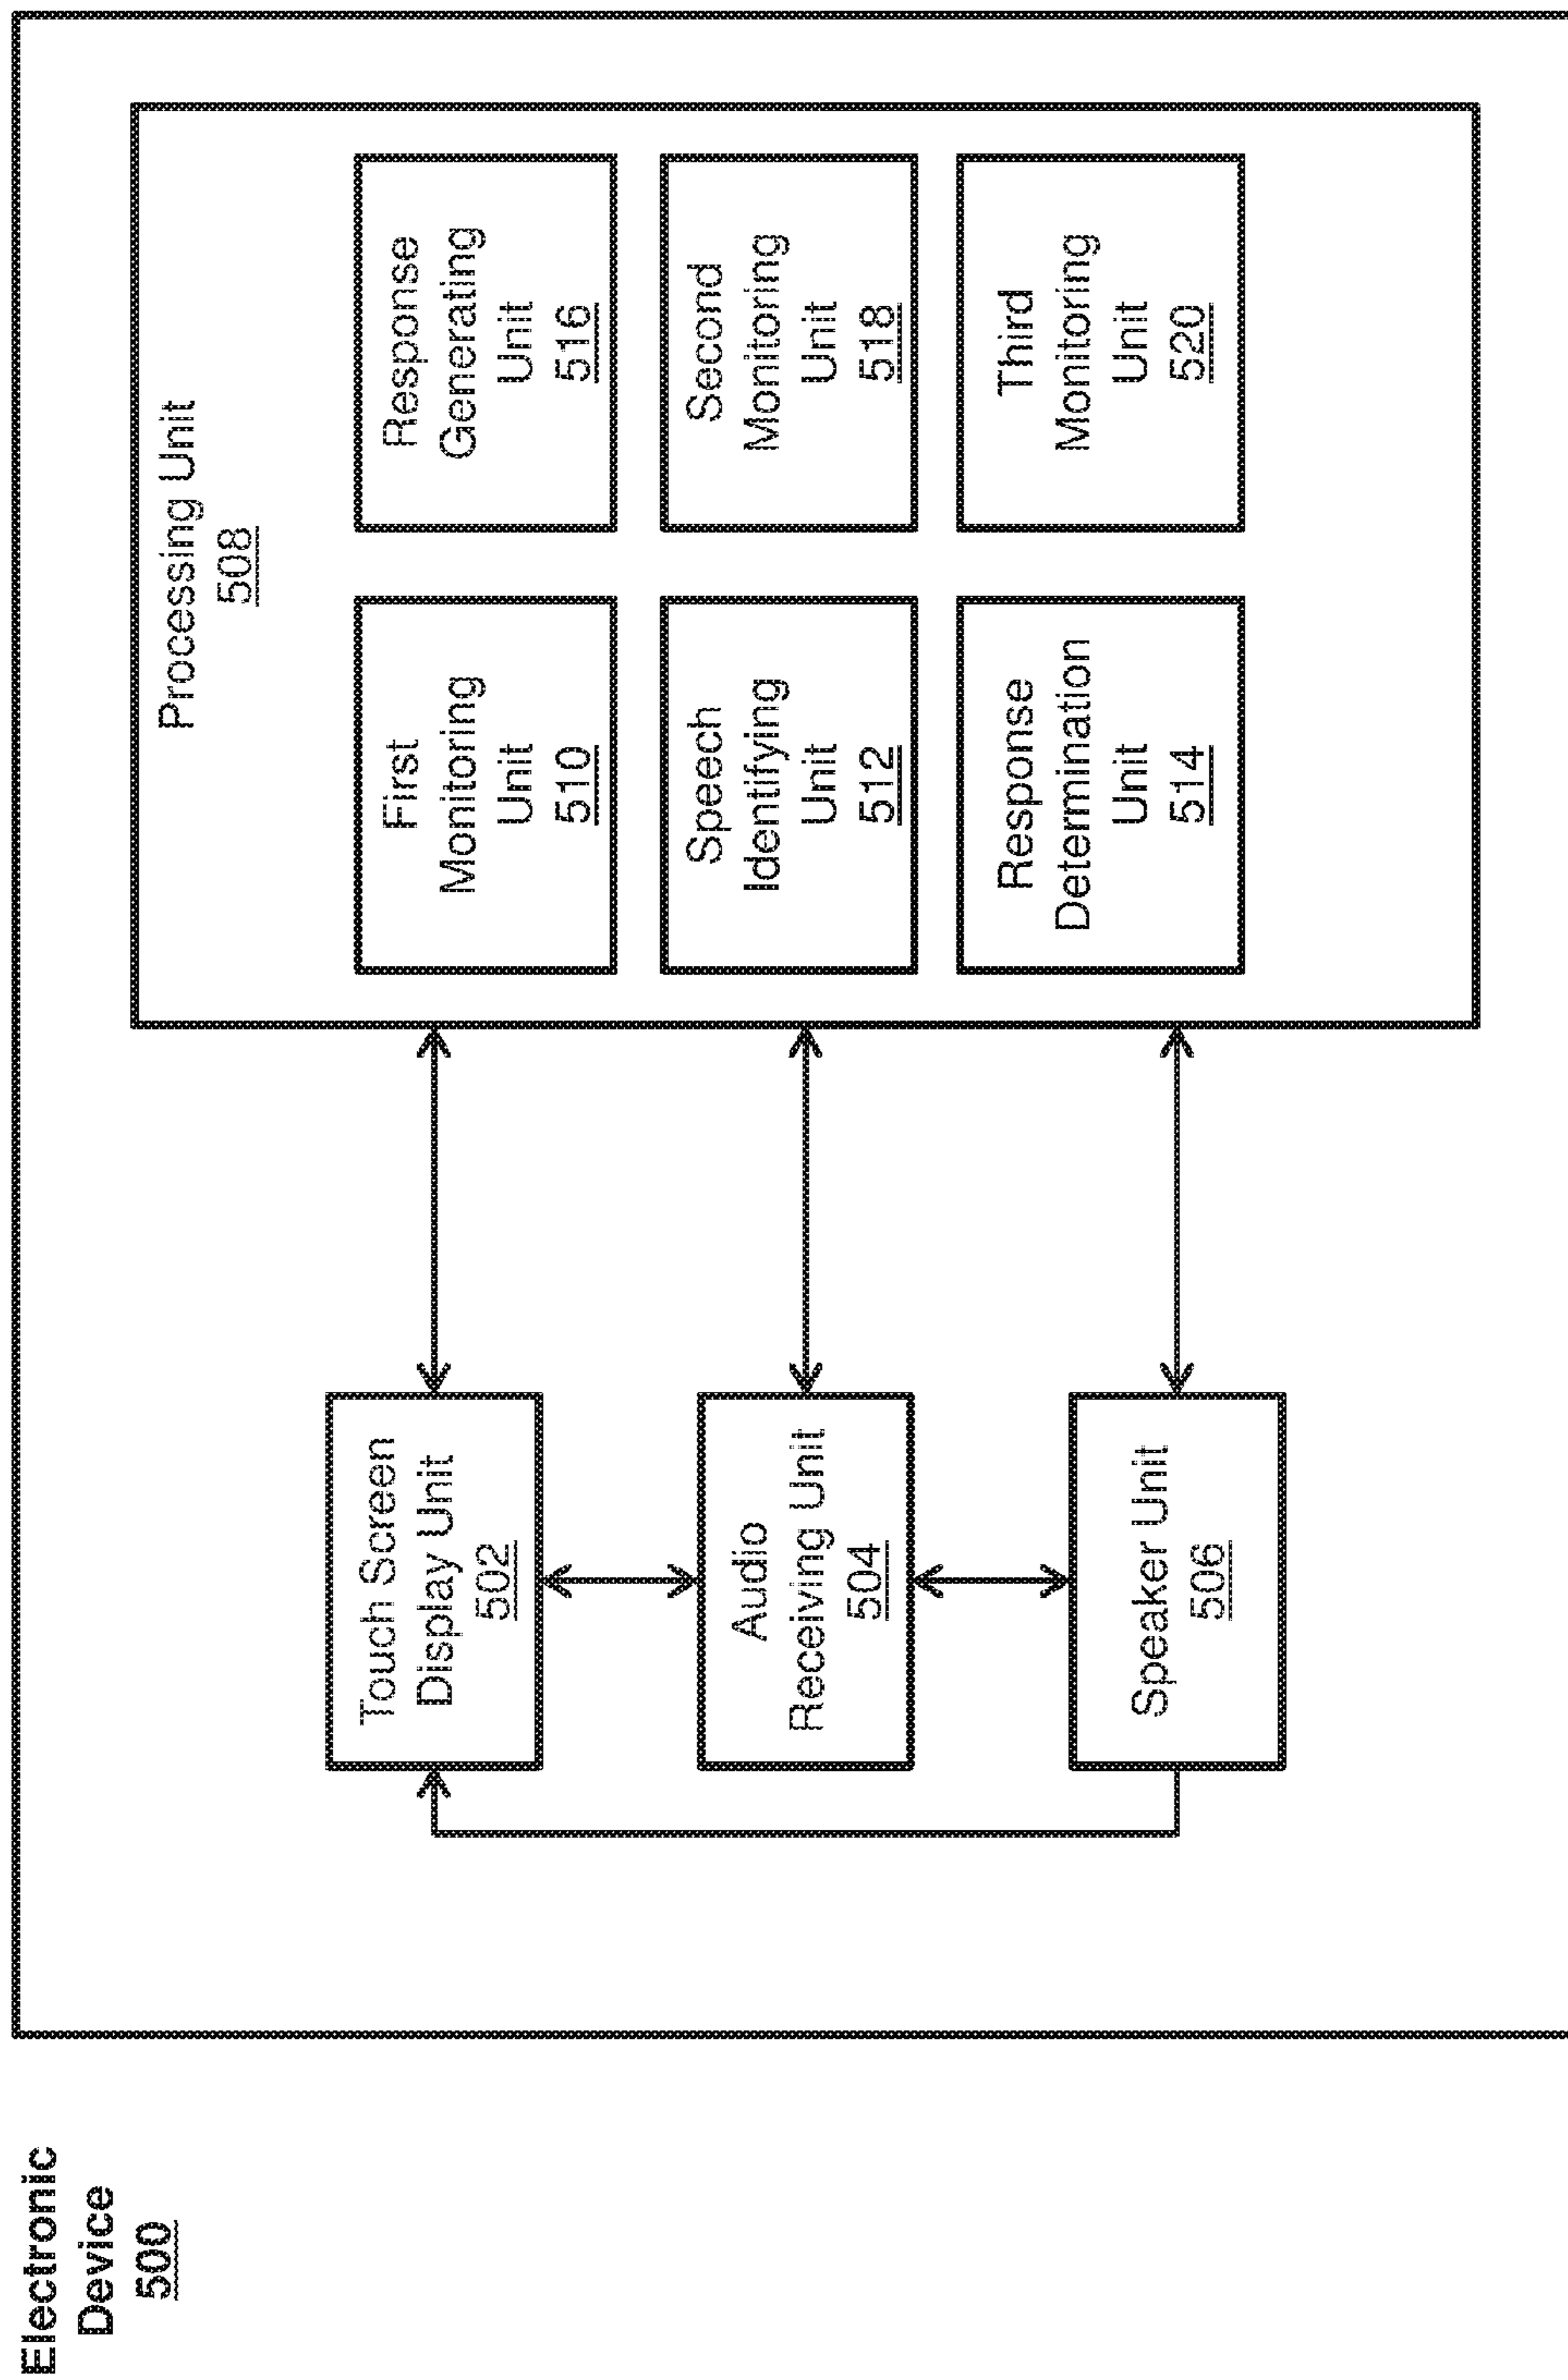 Electronic
Device
500
Touch Screen
Display Unit
502
Audio
Receiving Unit
504
Speaker Unit
506
Processing Unit
508
First
Monitoring
Unit
510
Response
Generating
Unit
516
Speech
Identifying
Unit
512
Second
Monitoring
Unit
518
Response
Determination
Unit
514
Third
Monitoring
Unit
520